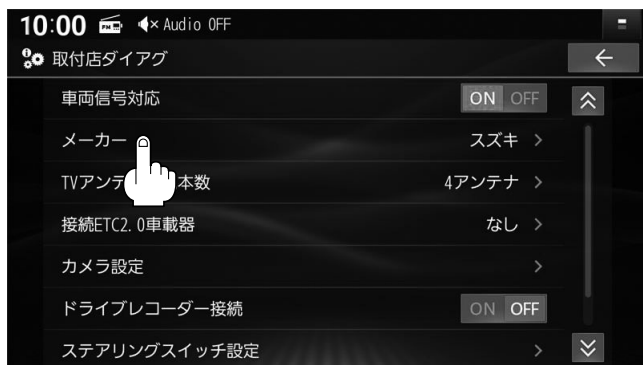 10:00 FM Audio OFF
取付店ダイアグ
車両信号対応 ON OFF
メーカー スズキ
TVアンテ 本数 4アンテナ
接続ETC2.0車載器 なし
カメラ設定
ドライブレコーダー接続 ON OFF
ステアリングスイッチ設定